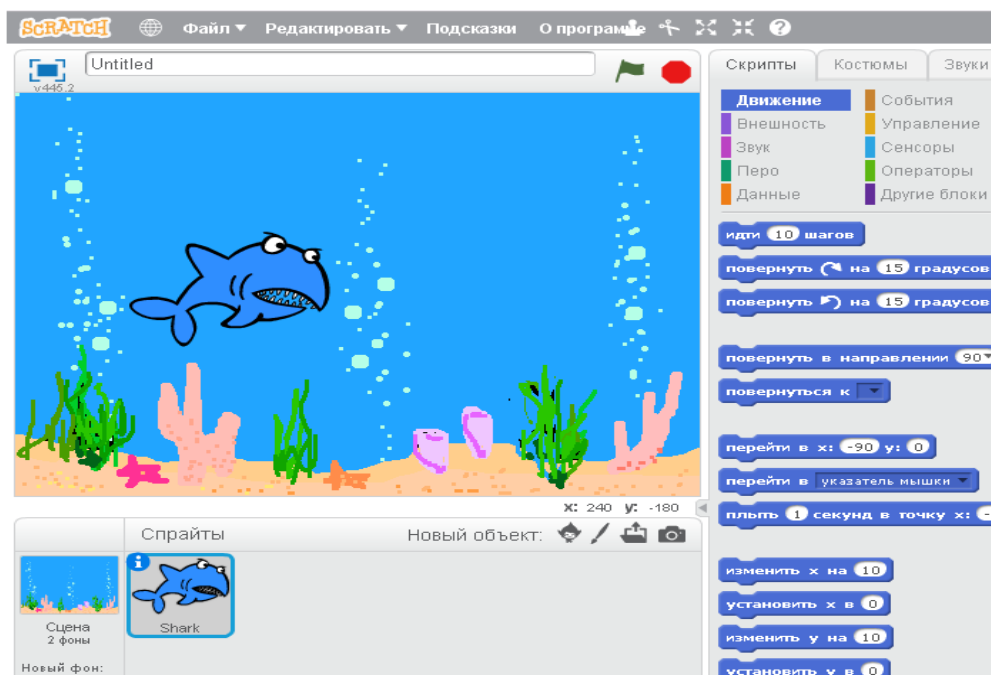 SCRATCH Файл Редактировать Подсказки О программе
Untitled
v445.2
Скрипты Костюмы Звуки
Движение События
Внешность Управление
Звук Сенсоры
Перо Операторы
Данные Другие блоки
идти 10 шагов
повернуть на 15 градусов
повернуть на 15 градусов
повернуть в направлении 90
повернуться к
перейти в x: -90 y: 0
перейти в указатель мышки
плыть 1 секунд в точку x: -
изменить x на 10
установить x в 0
изменить y на 10
установить y в 0
x: 240 y: -180
Спрайты Новый объект:
Shark
Сцена
2 фоны
Новый фон: